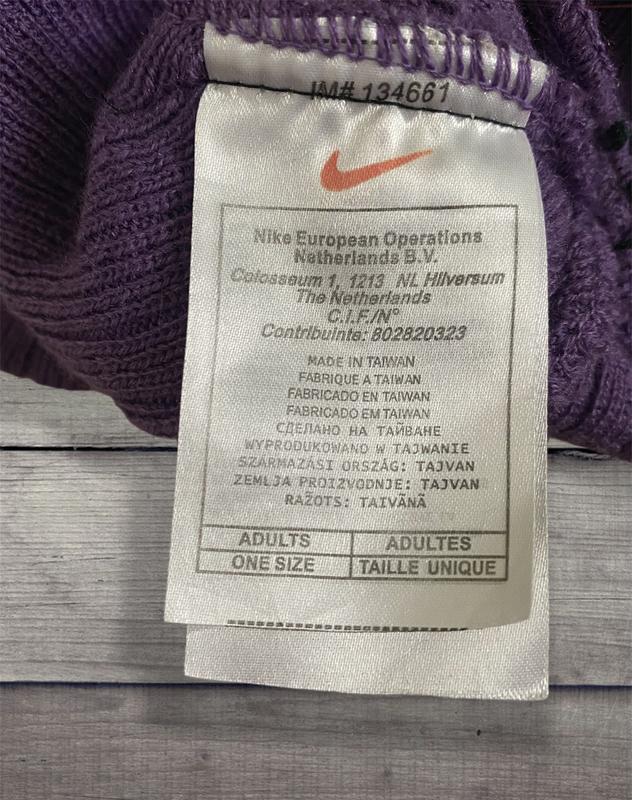 IM# 134661
Nike European Operations
Netherlands B.V.
Colosseum 1, 1213 NL Hilversum
The Netherlands
C.I.F./N°
Contribuinte: 802820323
MADE IN TAIWAN
FABRIQUE A TAIWAN
FABRICADO EN TAIWAN
FABRICADO EM TAIWAN
СДЕЛАНО НА ТАЙВАНЕ
WYPRODUKOWANO W TAJWANIE
SZÁRMAZÁSI ORSZÁG: TAJVAN
ZEMLJA PROIZVODNJE: TAJVAN
RAŽOTS: TAIVĀNĀ
ADULTS ADULTES
ONE SIZE TAILLE UNIQUE